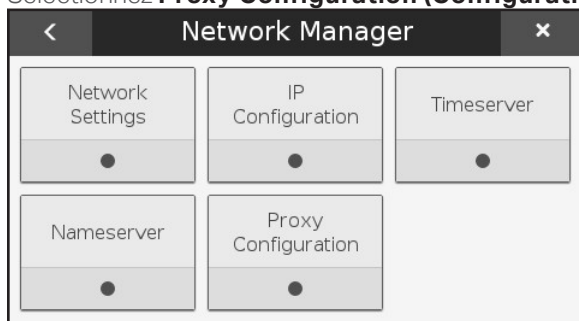 Network Manager
Network
Settings
IP
Configuration
Timeserver
Nameserver
Proxy
Configuration